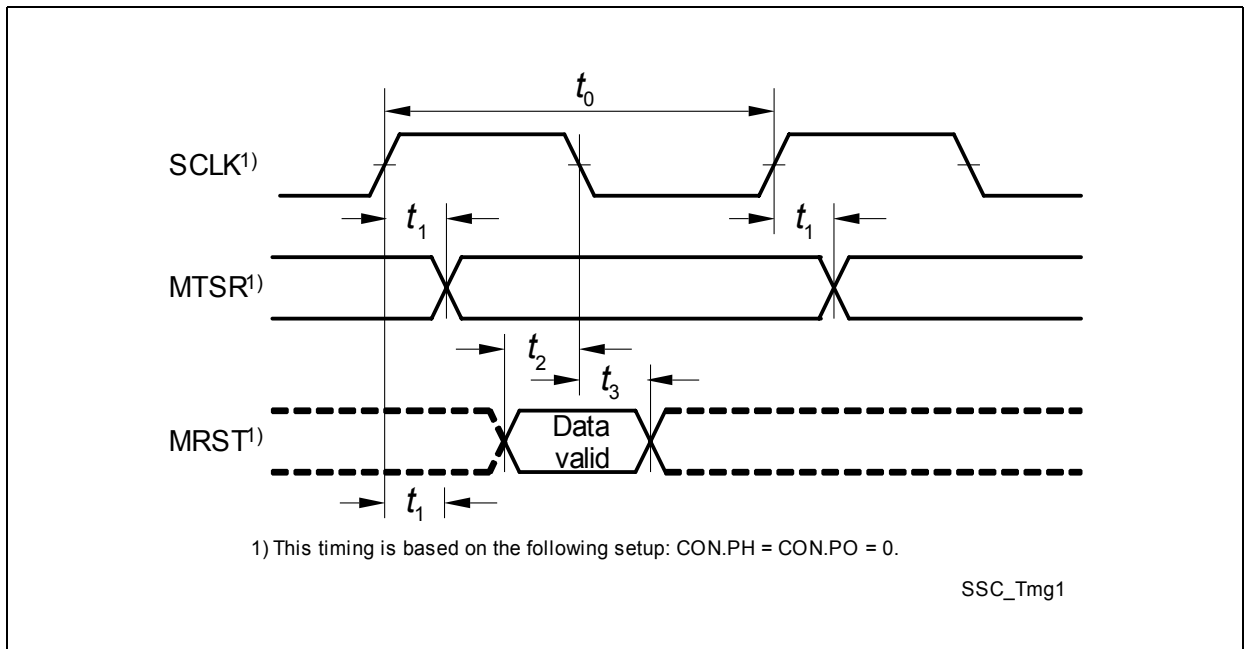 t0
SCLK1)
t1
t1
MTSR1)
t2
t3
MRST1)
Data
valid
t1
1) This timing is based on the following setup: CON.PH = CON.PO = 0.
SSC_Tmg1